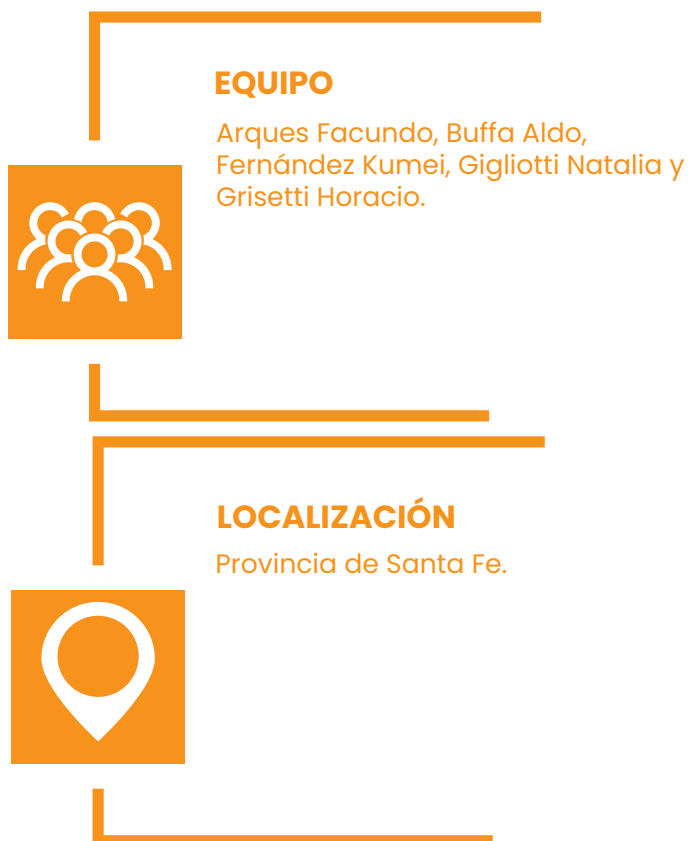 EQUIPO
Arques Facundo, Buffa Aldo,
Fernández Kumei, Gigliotti Natalia y
Grisetti Horacio.
LOCALIZACIÓN
Provincia de Santa Fe.